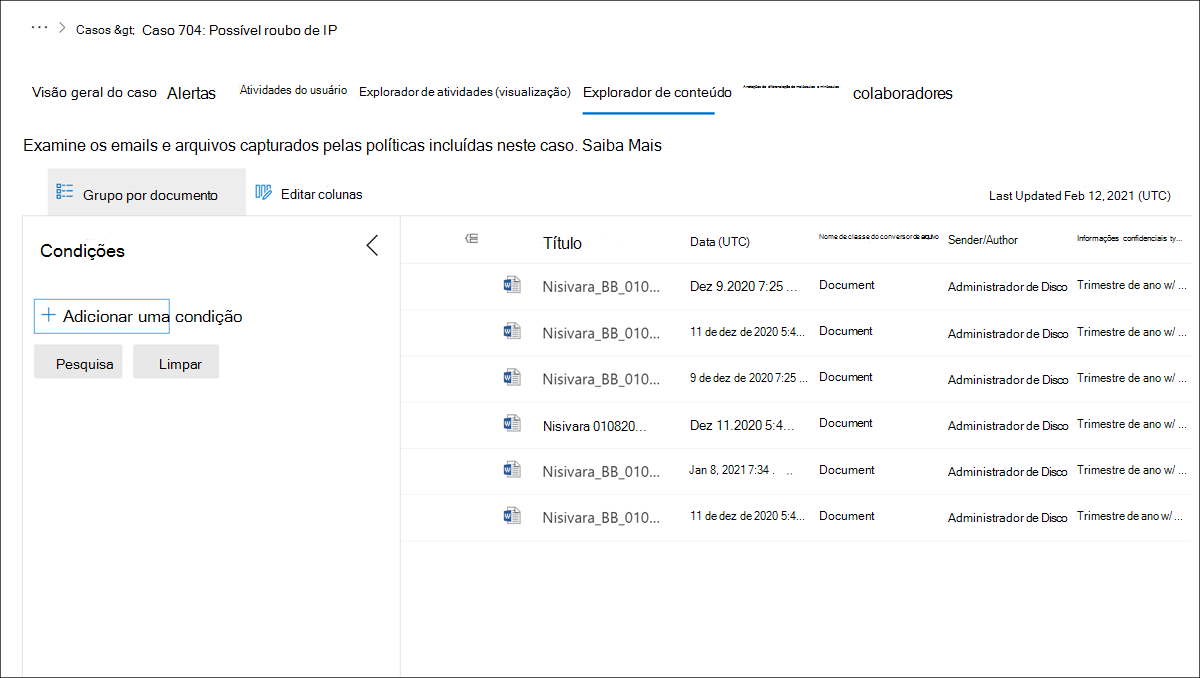 ··· > Casos &gt; Caso 704: Possível roubo de IP
Visão geral do caso Alertas Atividades do usuário Explorador de atividades (visualização) Explorador de conteúdo Anotações de diferenciação de maiúsculas e minúsculas colaboradores
Examine os emails e arquivos capturados pelas políticas incluídas neste caso. Saiba Mais
Grupo por documento Editar colunas Last Updated Feb 12, 2021 (UTC)
Condições
Adicionar uma condição
Pesquisa Limpar
Título Data (UTC) Nome de classe do conversor de arquivo Sender/Author Informações confidenciais ty...
Nisivara_BB_010... Dez 9.2020 7:25 ... Document Administrador de Disco Trimestre de ano w/ ...
Nisivara_BB_010... 11 de dez de 2020 5:4... Document Administrador de Disco Trimestre de ano w/ ...
Nisivara_BB_010... 9 de dez de 2020 7:25 ... Document Administrador de Disco Trimestre de ano w/ ...
Nisivara 010820... Dez 11.2020 5:4... Document Administrador de Disco Trimestre de ano w/ ...
Nisivara_BB_010... Jan 8, 2021 7:34 . .. Document Administrador de Disco Trimestre de ano w/ ...
Nisivara_BB_010... 11 de dez de 2020 5:4... Document Administrador de Disco Trimestre de ano w/ ...